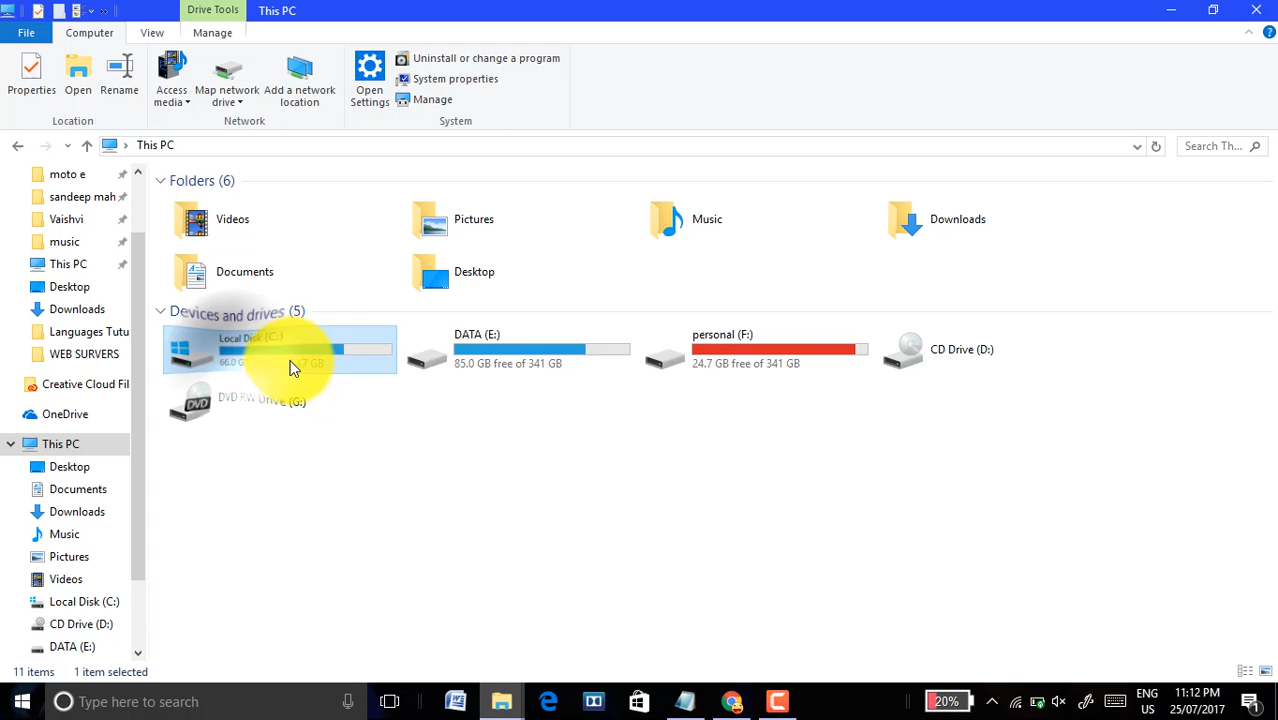 Drive Tools
This PC
File
Computer
View
Manage
Properties
Open
Rename
Access media
Map network drive
Add a network location
Open Settings
Uninstall or change a program
System properties
Manage
Location
Network
System
This PC
Search Th...
moto e
sandeep mah
Vaishvi
music
This PC
Desktop
Downloads
Languages Tutu
WEB SERVERS
Creative Cloud Fil
OneDrive
This PC
Desktop
Documents
Downloads
Music
Pictures
Videos
Local Disk (C:)
CD Drive (D:)
DATA (E:)
Folders (6)
Videos
Pictures
Music
Downloads
Documents
Desktop
Devices and drives (5)
Local Disk (C:)
66.0 G
DATA (E:)
85.0 GB free of 341 GB
personal (F:)
24.7 GB free of 341 GB
CD Drive (D:)
DVD
DVD RW Drive (G:)
11 items
1 item selected
Type here to search
20%
ENG
US
11:12 PM
25/07/2017
1